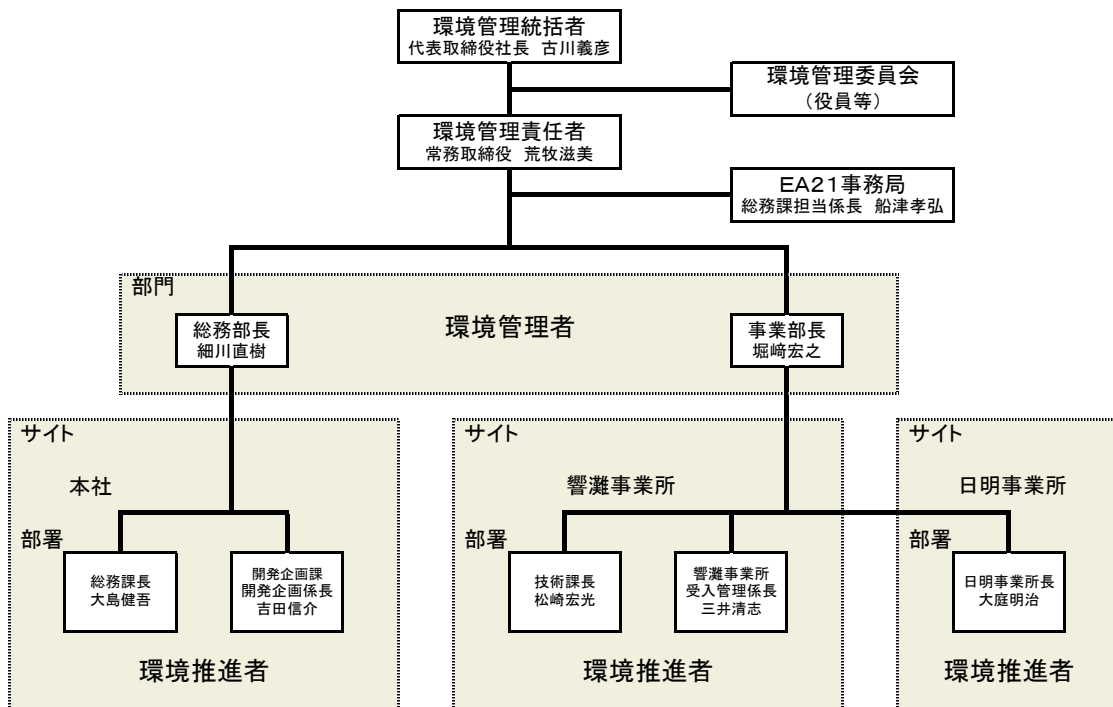 環境管理統括者
代表取締役社長 古川義彦
環境管理委員会
（役員等）
環境管理責任者
常務取締役 荒牧滋美
ＥＡ２１事務局
総務課担当係長 船津孝弘
部門
総務部長
細川直樹
環境管理者
事業部長
堀﨑宏之
サイト
本社
部署
総務課長
大島健吾
開発企画課
開発企画係長
吉田信介
環境推進者
サイト
響灘事業所
部署
技術課長
松崎宏光
響灘事業所
受入管理係長
三井清志
環境推進者
サイト
日明事業所
部署
日明事業所長
大庭明治
環境推進者